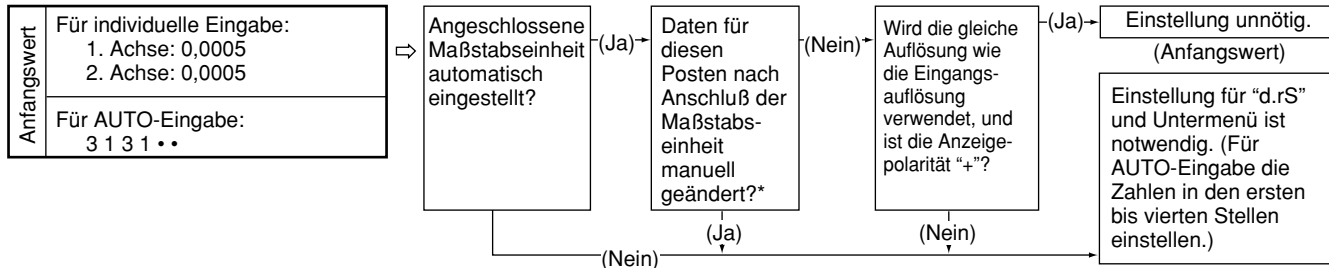 Anfangswert
Für individuelle Eingabe:
1. Achse: 0,0005
2. Achse: 0,0005
Für AUTO-Eingabe:
3 1 3 1 • •
⇨
Angeschlossene
Maßstabseinheit
automatisch
eingestellt?
(Ja)
Daten für
diesen
Posten nach
Anschluß der
Maßstabs-
einheit
manuell
geändert?*
(Nein)
Wird die gleiche
Auflösung wie
die Eingangs-
auflösung
verwendet, und
ist die Anzeige-
polarität “+”?
(Ja)
Einstellung unnötig.
(Anfangswert)
Einstellung für “d.rS”
und Untermenü ist
notwendig. (Für
AUTO-Eingabe die
Zahlen in den ersten
bis vierten Stellen
einstellen.)
(Ja)
(Nein)
(Nein)